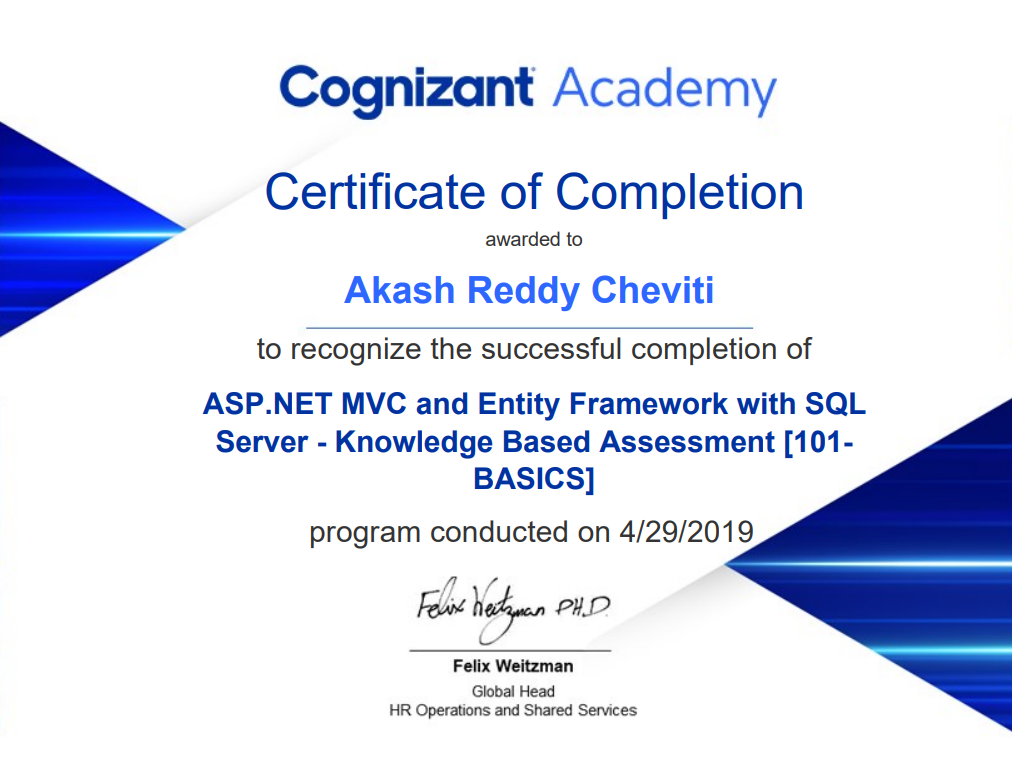 Cognizant Academy
Certificate of Completion
awarded to
Akash Reddy Cheviti
to recognize the successful completion of
ASP.NET MVC and Entity Framework with SQL
Server - Knowledge Based Assessment [101-
BASICS]
program conducted on 4/29/2019
Felix Weitzman PH.D.
Felix Weitzman
Global Head
HR Operations and Shared Services